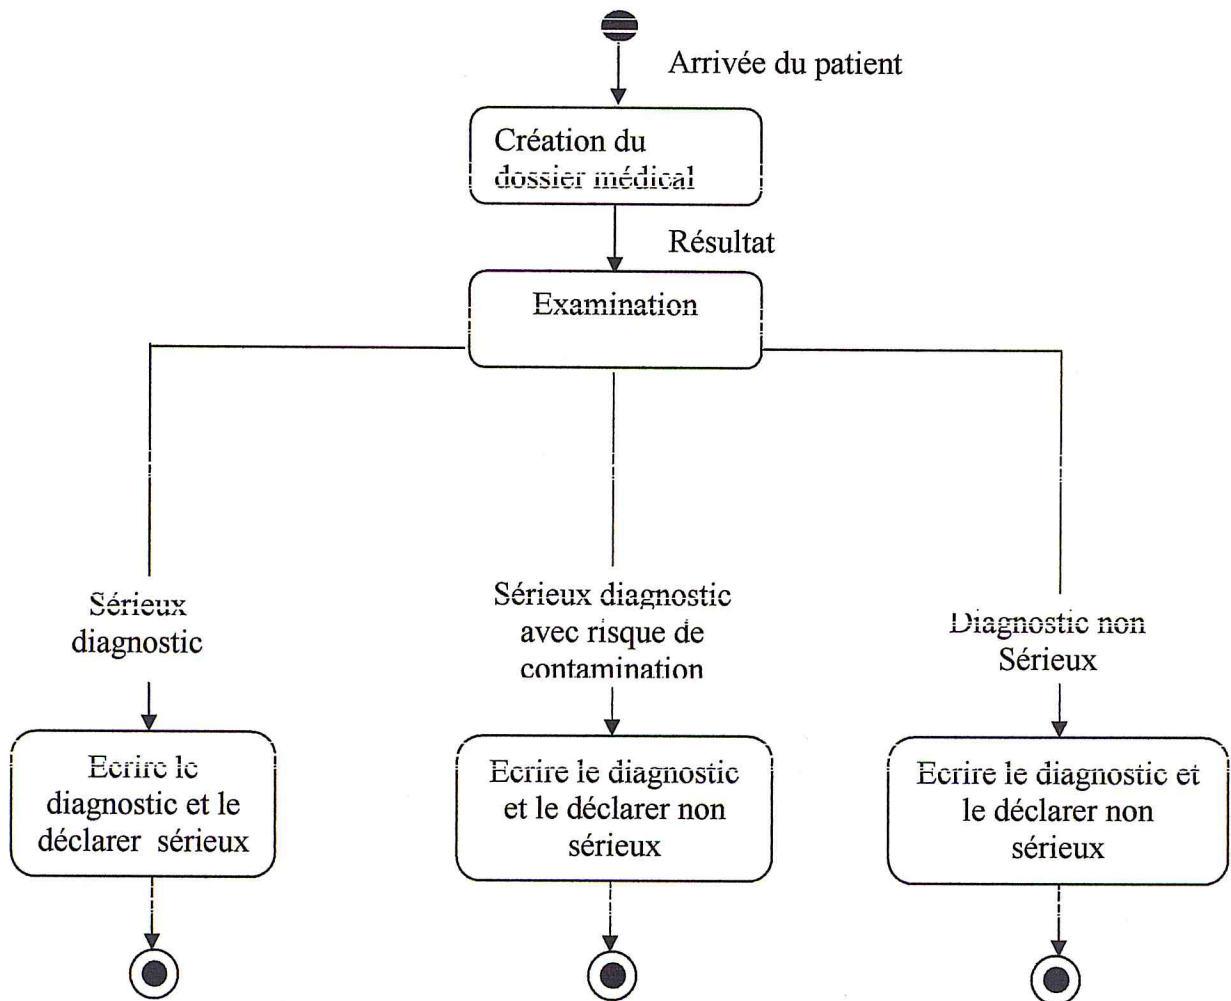 Arrivée du patient
Création du
dossier médical
Résultat
Examination
Sérieux
diagnostic
Sérieux diagnostic
avec risque de
contamination
Diagnostic non
Sérieux
Ecrire le
diagnostic et le
déclarer sérieux
Ecrire le diagnostic
et le déclarer non
sérieux
Ecrire le diagnostic et
le déclarer non
sérieux